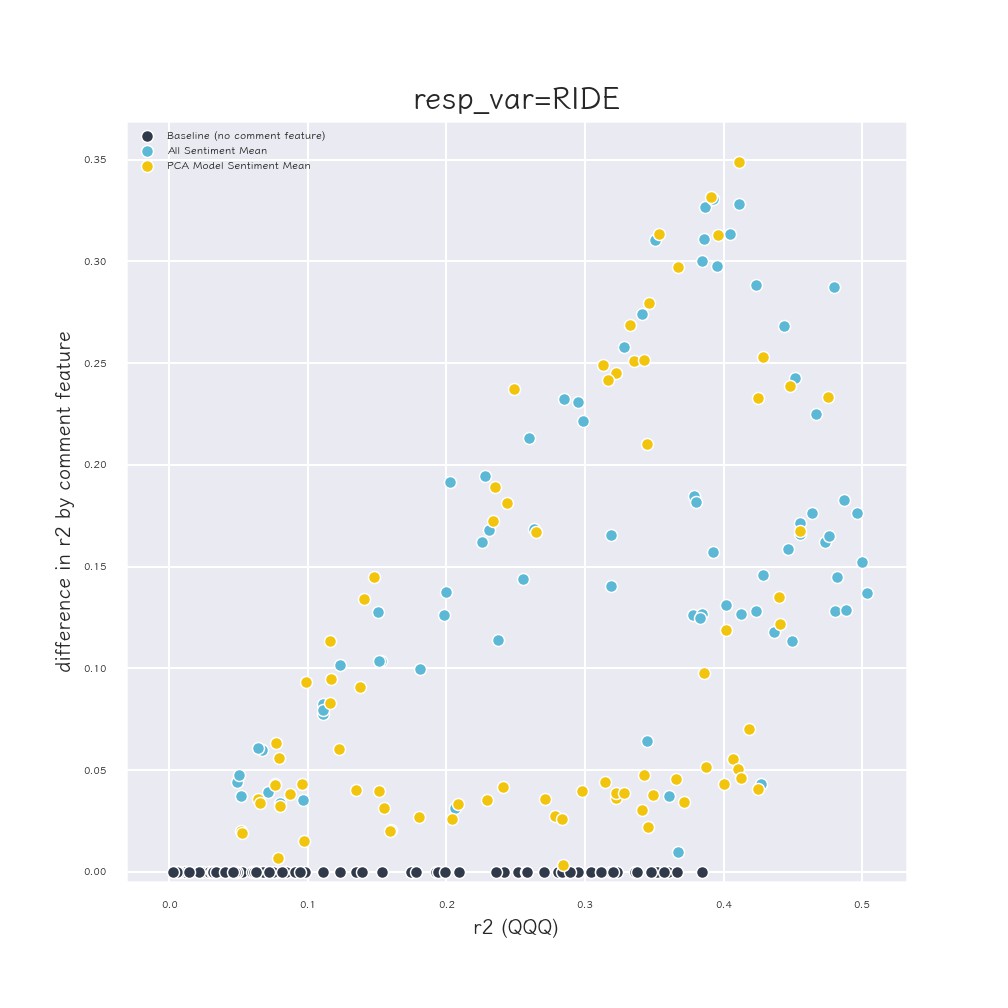 resp_var=RIDE
Baseline (no comment feature)
All Sentiment Mean
PCA Model Sentiment Mean
0.35
0.30
0.25
0.20
0.15
0.10
0.05
0.00
difference in r2 by comment feature
0.0 0.1 0.2 0.3 0.4 0.5
r2 (QQQ)